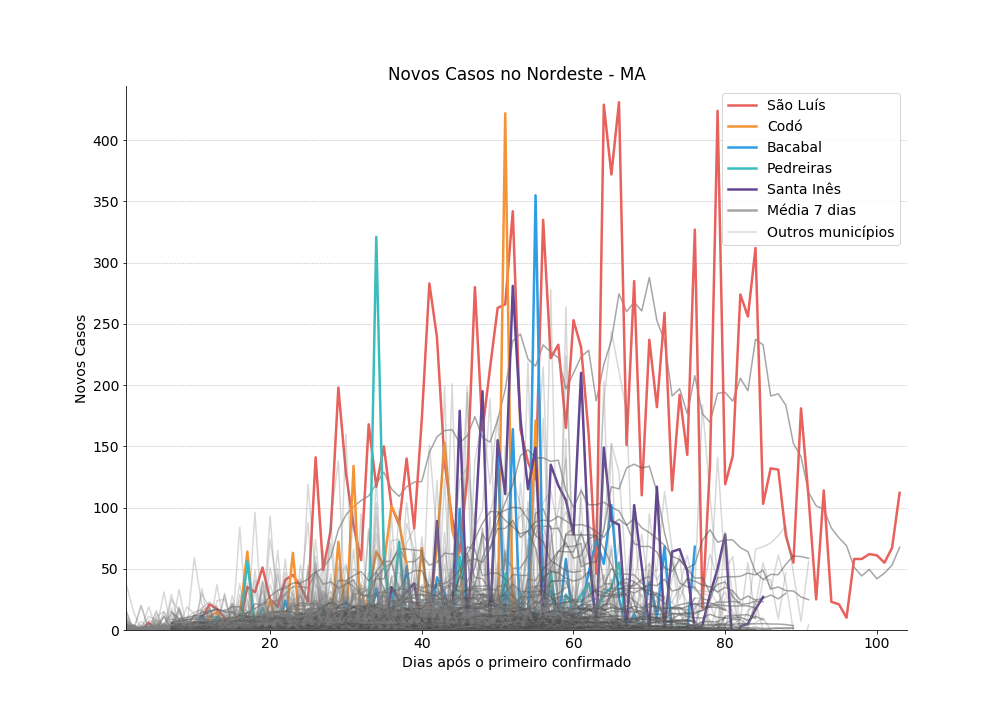 Novos Casos no Nordeste - MA
São Luís
Codó
Bacabal
Pedreiras
Santa Inês
Média 7 dias
Outros municípios
Novos Casos
400
350
300
250
200
150
100
50
0
20
40
60
80
100
Dias após o primeiro confirmado